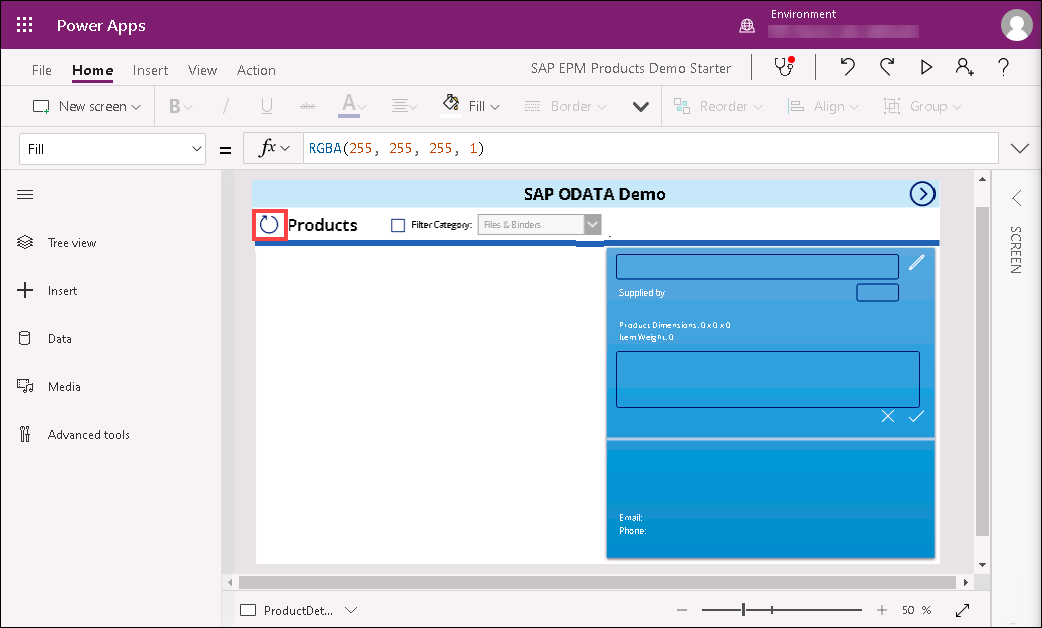 Power Apps
Environment
File Home Insert View Action
SAP EPM Products Demo Starter
New screen B / U abc A Fill Border Reorder Align Group
Fill = fx RGBA(255, 255, 255, 1)
Tree view
Insert
Data
Media
Advanced tools
SAP ODATA Demo
Products Filter Category: Files & Binders
Supplied by
Product Dimensions: 0 x 0 x 0
Item Weight: 0
Email:
Phone:
SCREEN
ProductDet... 50 %